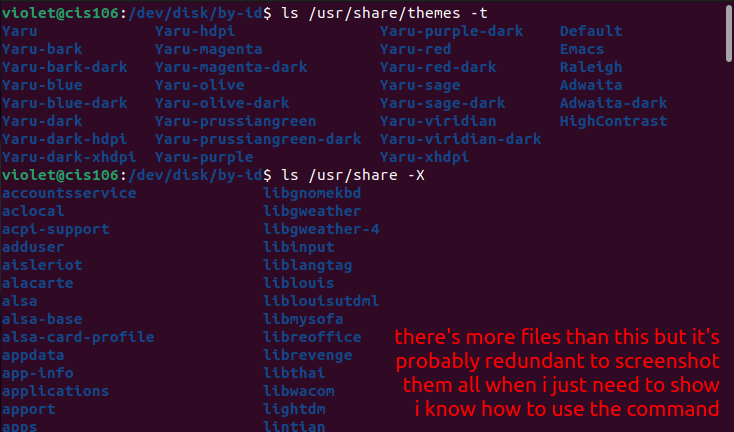 violet@cis106:/dev/disk/by-id$ ls /usr/share/themes -t
Yaru Yaru-hdpi Yaru-purple-dark Default
Yaru-bark Yaru-magenta Yaru-red Emacs
Yaru-bark-dark Yaru-magenta-dark Yaru-red-dark Raleigh
Yaru-blue Yaru-olive Yaru-sage Adwaita
Yaru-blue-dark Yaru-olive-dark Yaru-sage-dark Adwaita-dark
Yaru-dark Yaru-prussiangreen Yaru-viridian HighContrast
Yaru-dark-hdpi Yaru-prussiangreen-dark Yaru-viridian-dark
Yaru-dark-xhdpi Yaru-purple Yaru-xhdpi
violet@cis106:/dev/disk/by-id$ ls /usr/share -X
accountsservice libgnomekbd
aclocal libgweather
acpi-support libgweather-4
adduser libinput
aisleriot liblangtag
alacarte liblouis
alsa liblouisutdml
alsa-base libmysofa
alsa-card-profile libreoffice
appdata librevenge
app-info libthai
applications libwacom
apport lightdm
apps lintian
there's more files than this but it's
probably redundant to screenshot
them all when i just need to show
i know how to use the command